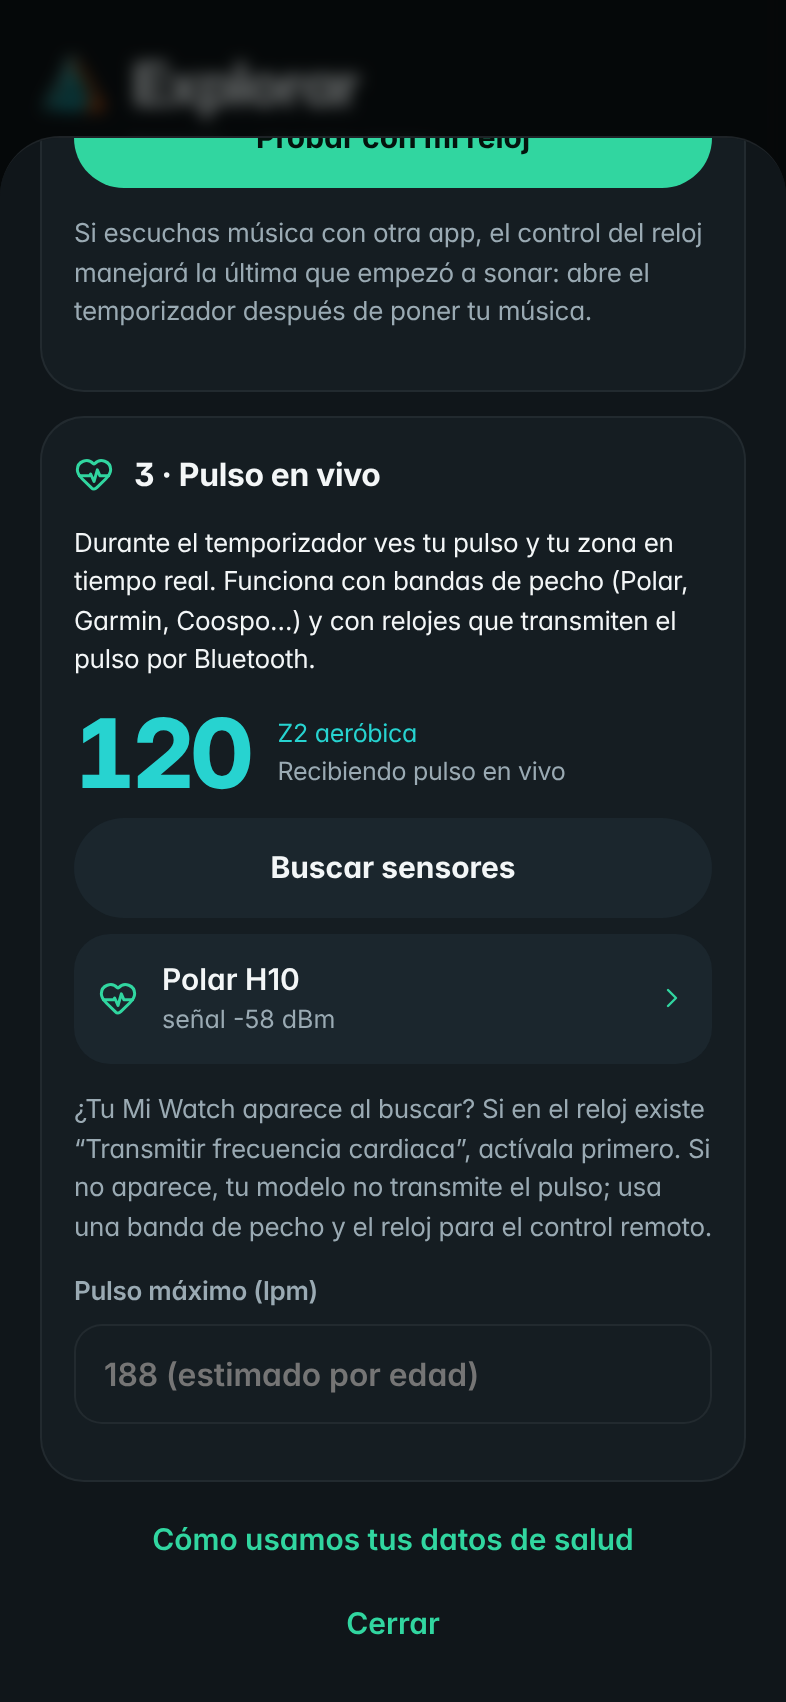 Explorar
Probar con mi reloj
Si escuchas música con otra app, el control del reloj
manejará la última que empezó a sonar: abre el
temporizador después de poner tu música.
3 · Pulso en vivo
Durante el temporizador ves tu pulso y tu zona en
tiempo real. Funciona con bandas de pecho (Polar,
Garmin, Coospo...) y con relojes que transmiten el
pulso por Bluetooth.
120
Z2 aeróbica
Recibiendo pulso en vivo
Buscar sensores
Polar H10
señal -58 dBm
¿Tu Mi Watch aparece al buscar? Si en el reloj existe
“Transmitir frecuencia cardiaca”, actívala primero. Si
no aparece, tu modelo no transmite el pulso; usa
una banda de pecho y el reloj para el control remoto.
Pulso máximo (lpm)
188 (estimado por edad)
Cómo usamos tus datos de salud
Cerrar